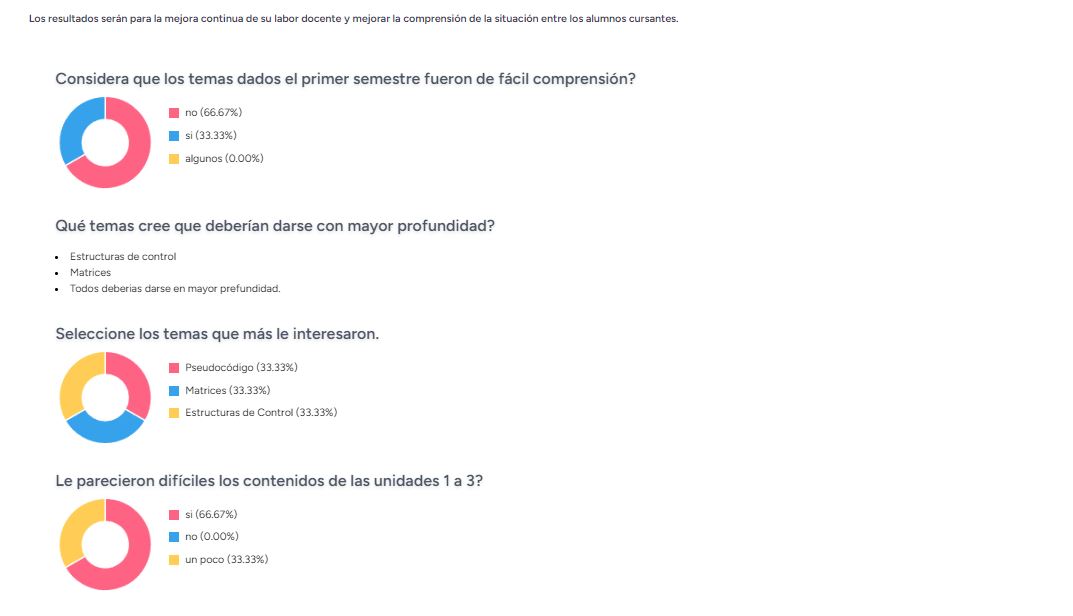 Los resultados serán para la mejora continua de su labor docente y mejorar la comprensión de la situación entre los alumnos cursantes.
Considera que los temas dados el primer semestre fueron de fácil comprensión?
no (66.67%)
si (33.33%)
algunos (0.00%)
Qué temas cree que deberían darse con mayor profundidad?
• Estructuras de control
• Matrices
• Todos deberias darse en mayor prefundidad.
Seleccione los temas que más le interesaron.
Pseudocódigo (33.33%)
Matrices (33.33%)
Estructuras de Control (33.33%)
Le parecieron difíciles los contenidos de las unidades 1 a 3?
si (66.67%)
no (0.00%)
un poco (33.33%)